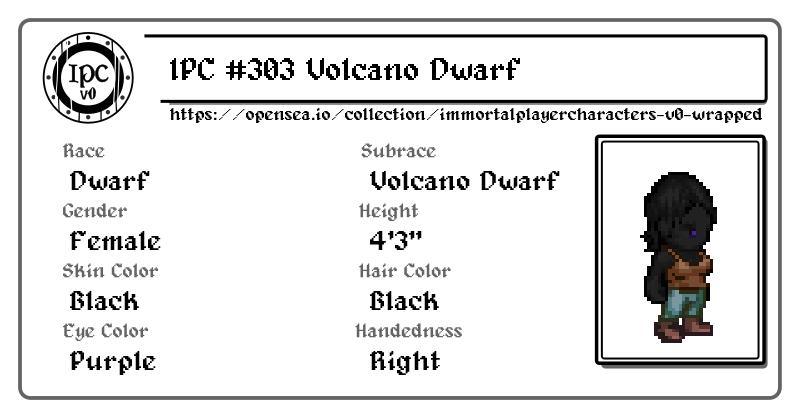 IPC v0
IPC #303 Volcano Dwarf
https://opensea.io/collection/immortalplayercharacters-v0-wrapped
Race
Dwarf
Subrace
Volcano Dwarf
Gender
Female
Height
4'3"
Skin Color
Black
Hair Color
Black
Eye Color
Purple
Handedness
Right